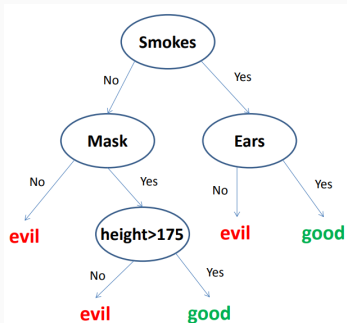 Smokes
No
Yes
Mask
Ears
No
Yes
No
Yes
evil
height>175
evil
good
No
Yes
evil
good